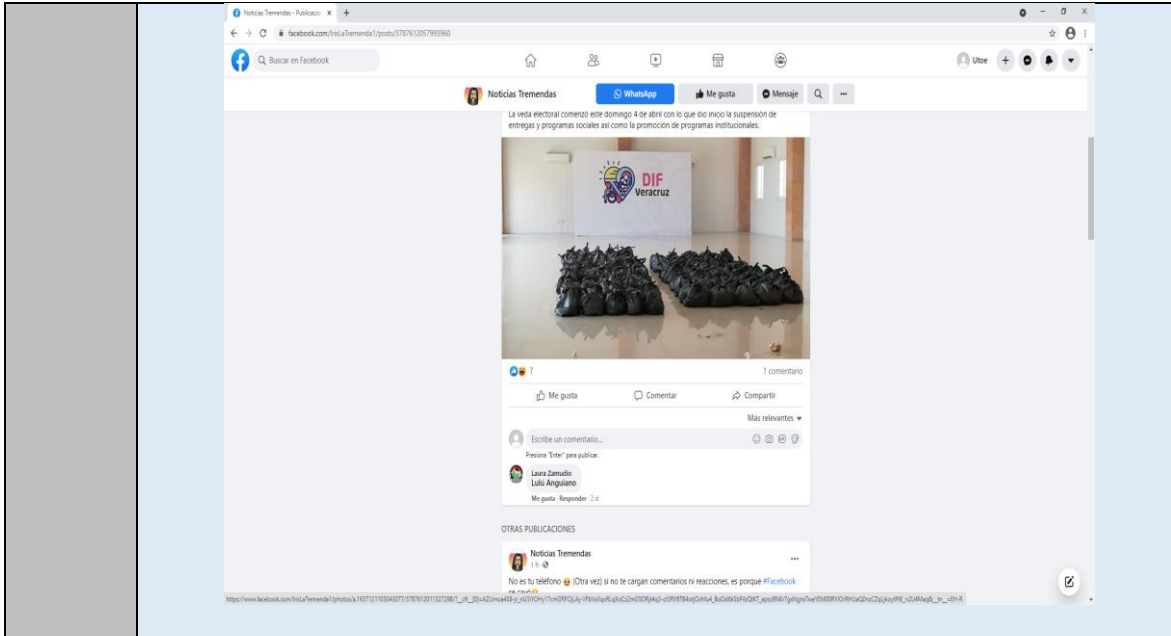 Noticias Tremendas - Publicacio
facebook.com/IrisLaTremenda1/posts/3787612057993960
Buscar en Facebook
Utoe
Noticias Tremendas
WhatsApp
Me gusta
Mensaje
La veda electoral comenzó este domingo 4 de abril con lo que dio inicio la suspensión de
entregas y programas sociales así como la promoción de programas institucionales.
DIF
Veracruz
7
1 comentario
Me gusta
Comentar
Compartir
Más relevantes
Escribe un comentario...
Presiona "Enter" para publicar.
Laura Zamudio
Lulú Anguiano
Me gusta · Responder · 2 d
OTRAS PUBLICACIONES
Noticias Tremendas
1 h
No es tu teléfono (Otra vez) si no te cargan comentarios ni reacciones, es porque #Facebook
se cayó